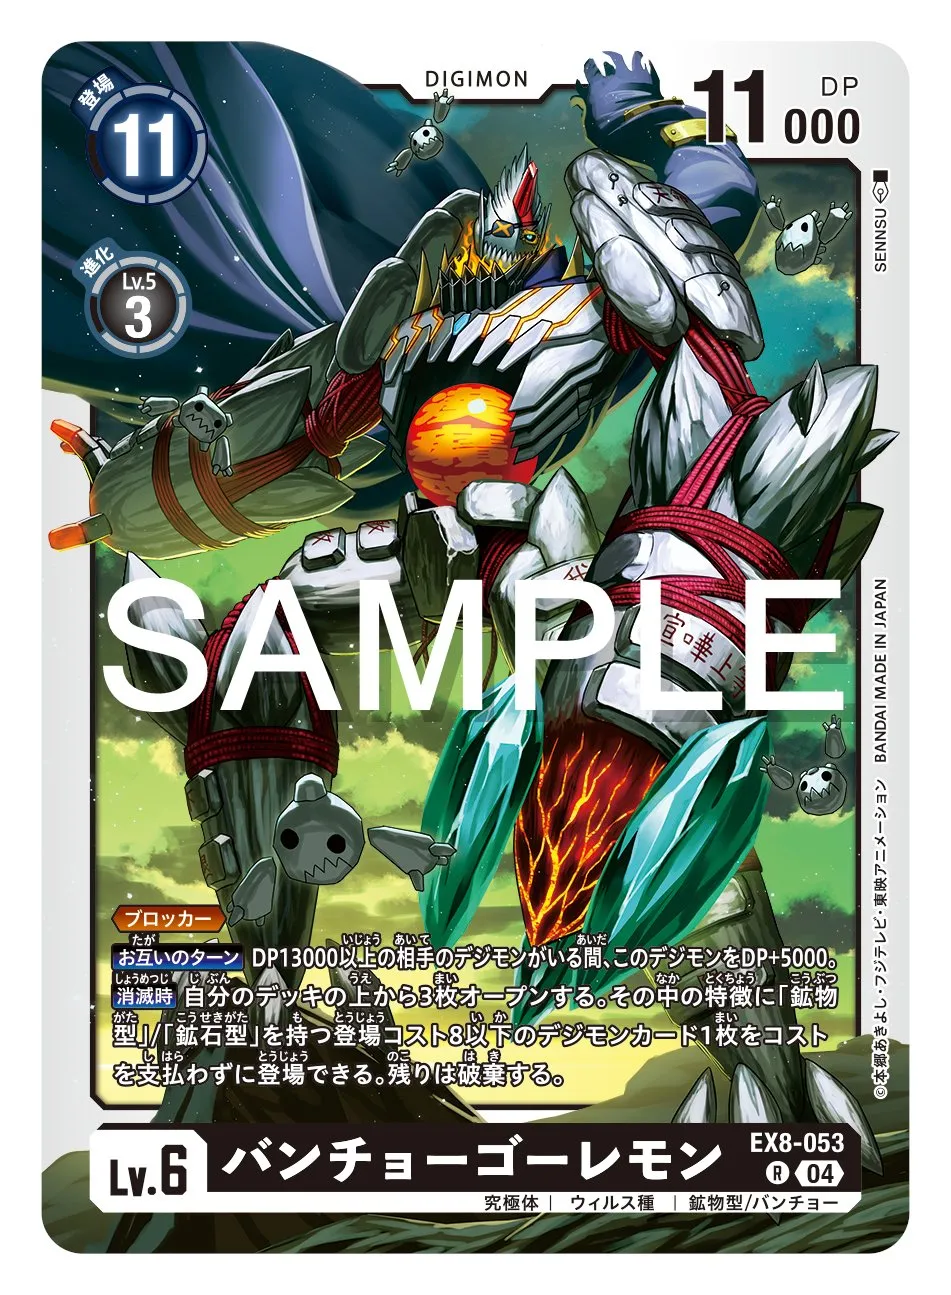 DIGIMON
登場
11
11
DP
000
進化
Lv.5
3
SENNSU
SAMPLE
喧嘩上等
BANDAI MADE IN JAPAN
©本郷あきよし・フジテレビ・東映アニメーション
ブロッカー
お互いのターン DP13000以上の相手のデジモンがいる間、このデジモンをDP+5000。
消滅時 自分のデッキの上から3枚オープンする。その中の特徴に「鉱物
型」/「鉱石型」を持つ登場コスト8以下のデジモンカード1枚をコスト
を支払わずに登場できる。残りは破棄する。
Lv.6
バンチョーゴーレモン
EX8-053
R 04
究極体 | ウィルス種 | 鉱物型/バンチョー